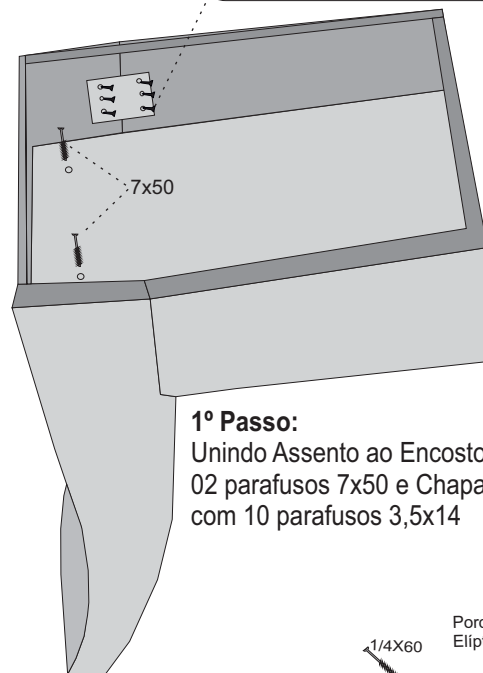 7x50
1º Passo:
Unindo Assento ao Encosto
02 parafusos 7x50 e Chapa
com 10 parafusos 3,5x14
1/4X60